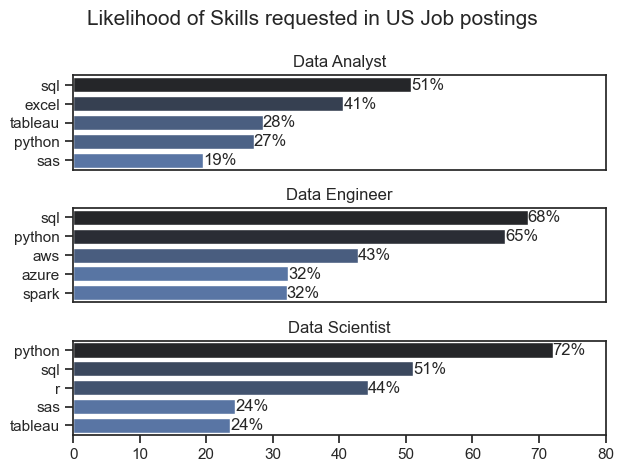 Likelihood of Skills requested in US Job postings
Data Analyst
sql 51%
excel 41%
tableau 28%
python 27%
sas 19%
Data Engineer
sql 68%
python 65%
aws 43%
azure 32%
spark 32%
Data Scientist
python 72%
sql 51%
r 44%
sas 24%
tableau 24%
0 10 20 30 40 50 60 70 80